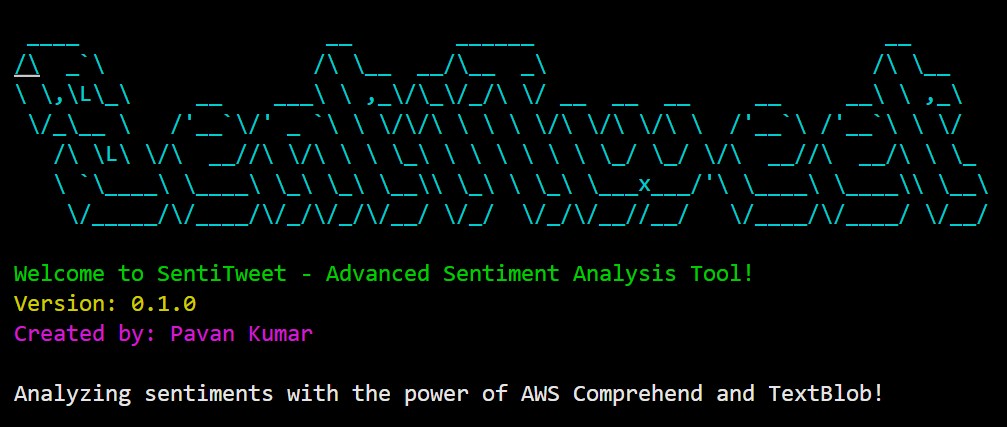 SentiTweet
Welcome to SentiTweet - Advanced Sentiment Analysis Tool!
Version: 0.1.0
Created by: Pavan Kumar
Analyzing sentiments with the power of AWS Comprehend and TextBlob!